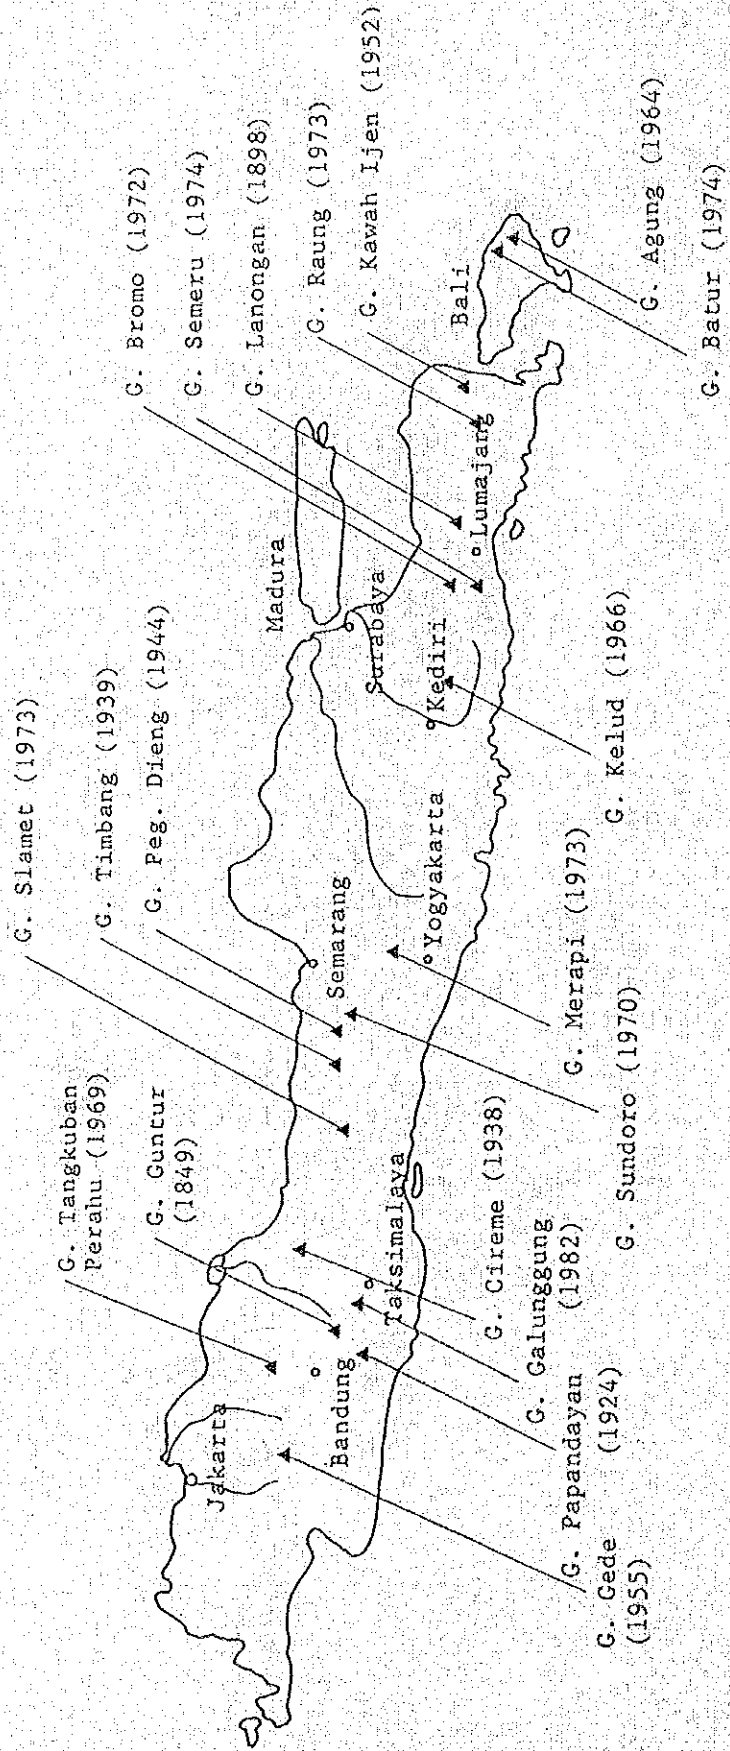 G. Slamet (1973)
G. Timbang (1939)
G. Peg. Dieng (1944)
G. Tangkuban
Perahu (1969)
G. Guntur
(1849)
G. Bromo (1972)
G. Semeru (1974)
G. Lanongan (1898)
G. Raung (1973)
G. Kawah Ijen (1952)
Madura
Surabaya
Kediri
Lumajang
Bali
Semarang
Yogyakarta
Jakarta
Bandung
Taksimalaya
G. Agung (1964)
G. Batur (1974)
G. Kelud (1966)
G. Merapi (1973)
G. Sundoro (1970)
G. Cireme (1938)
G. Galunggung
(1982)
G. Papandayan
(1924)
G. Gede
(1955)